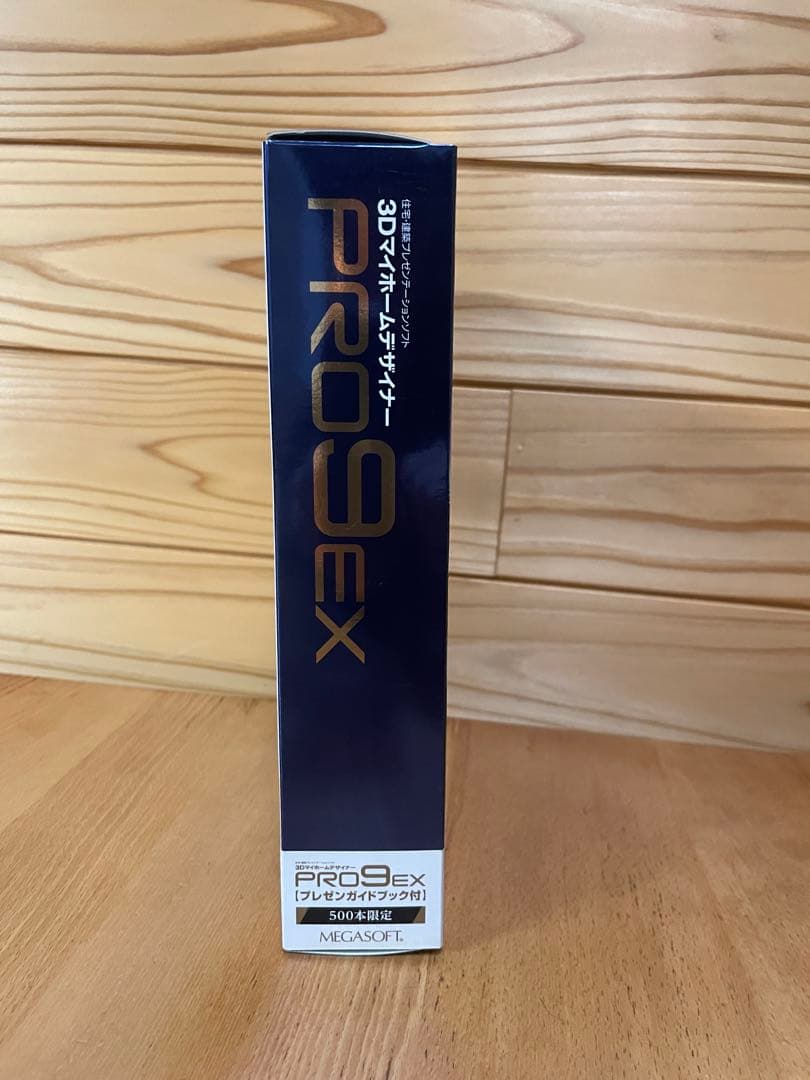 住宅・建築プレゼンテーションソフト
3Dマイホームデザイナー
PRO9EX
3Dマイホームデザイナー
PRO9EX
【プレゼンガイドブック付】
500本限定
MEGASOFT®